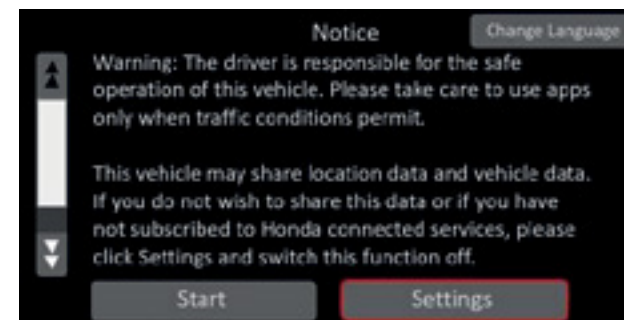 Notice
Change Language
Warning: The driver is responsible for the safe
operation of this vehicle. Please take care to use apps
only when traffic conditions permit.
This vehicle may share location data and vehicle data.
If you do not wish to share this data or if you have
not subscribed to Honda connected services, please
click Settings and switch this function off.
Start
Settings